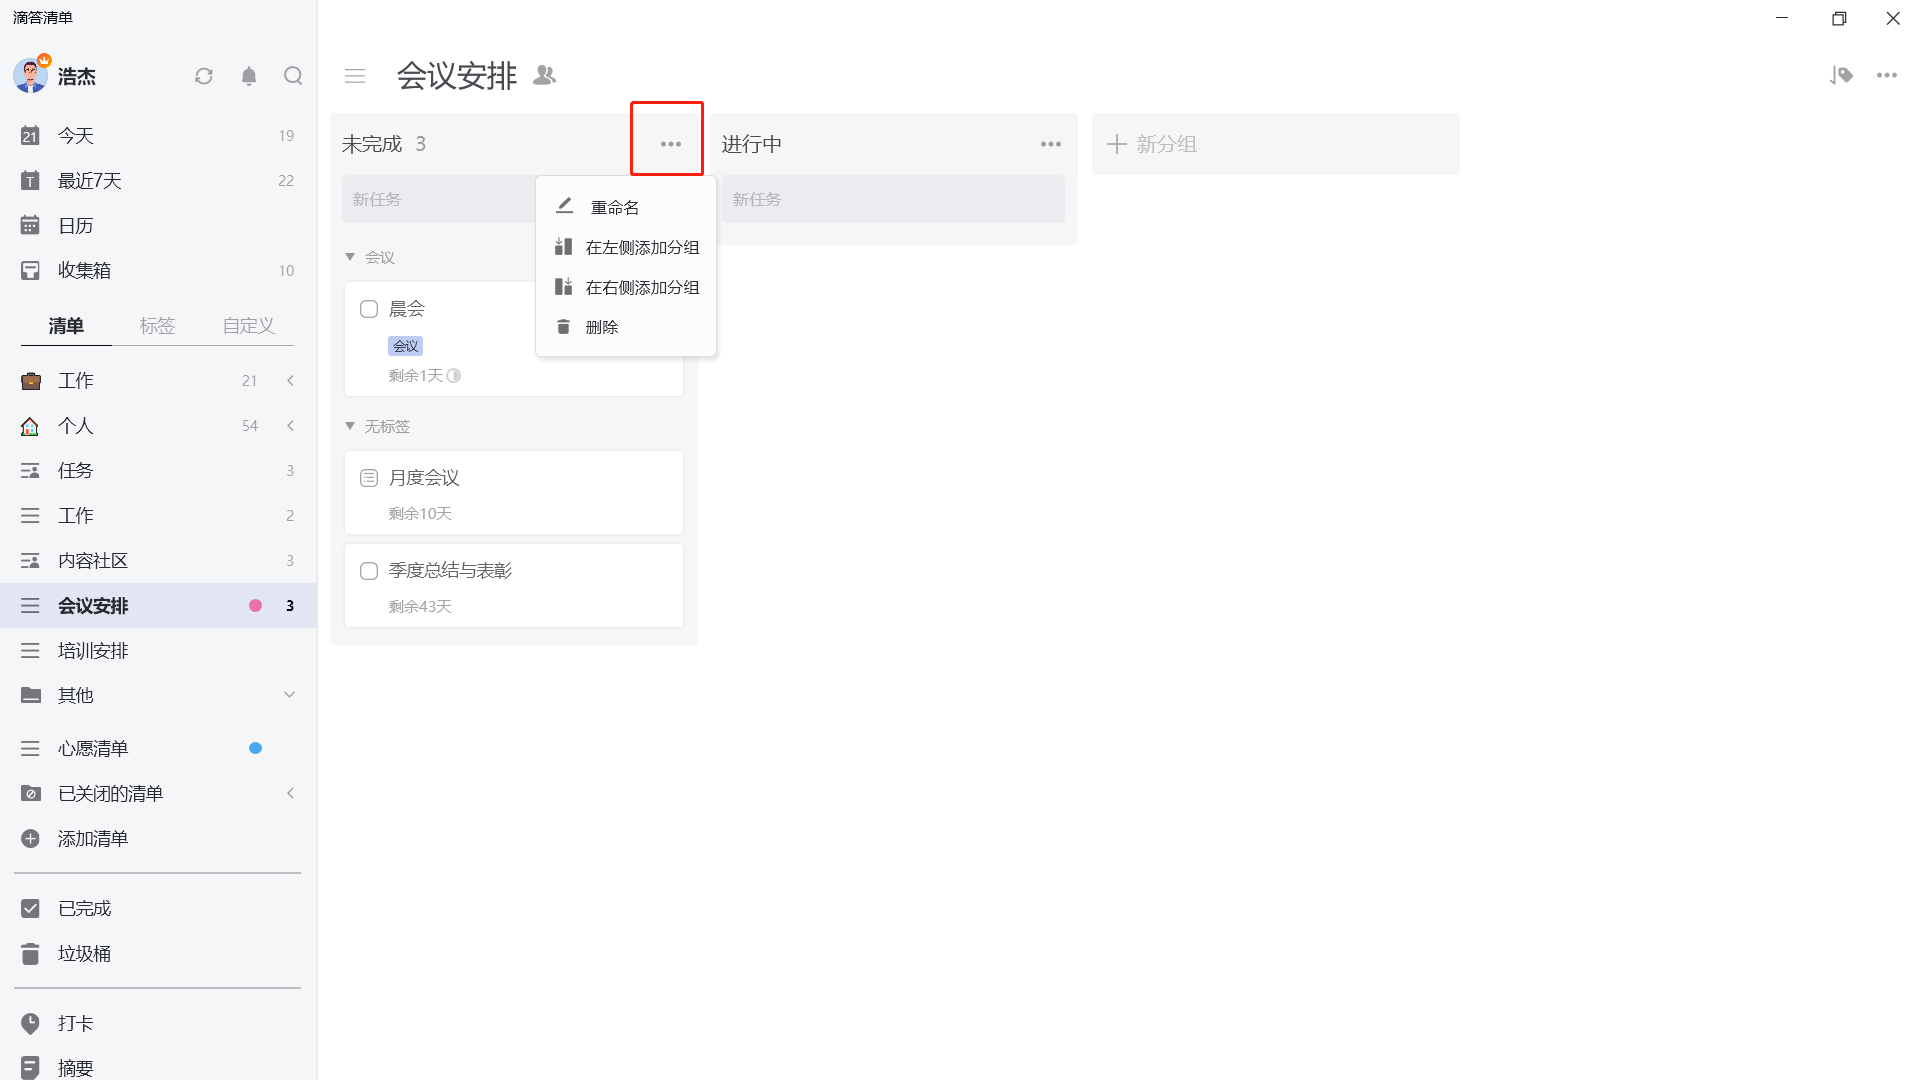 滴答清单
浩杰
21 今天 19
T 最近7天 22
日历
收集箱 10
清单 标签 自定义
工作 21
个人 54
任务 3
工作 2
内容社区 3
会议安排 3
培训安排
其他
心愿清单
已关闭的清单
添加清单
已完成
垃圾桶
打卡
摘要
会议安排
未完成 3
新任务
会议
晨会
会议
剩余1天
无标签
月度会议
剩余10天
季度总结与表彰
剩余43天
重命名
在左侧添加分组
在右侧添加分组
删除
进行中
新任务
新分组